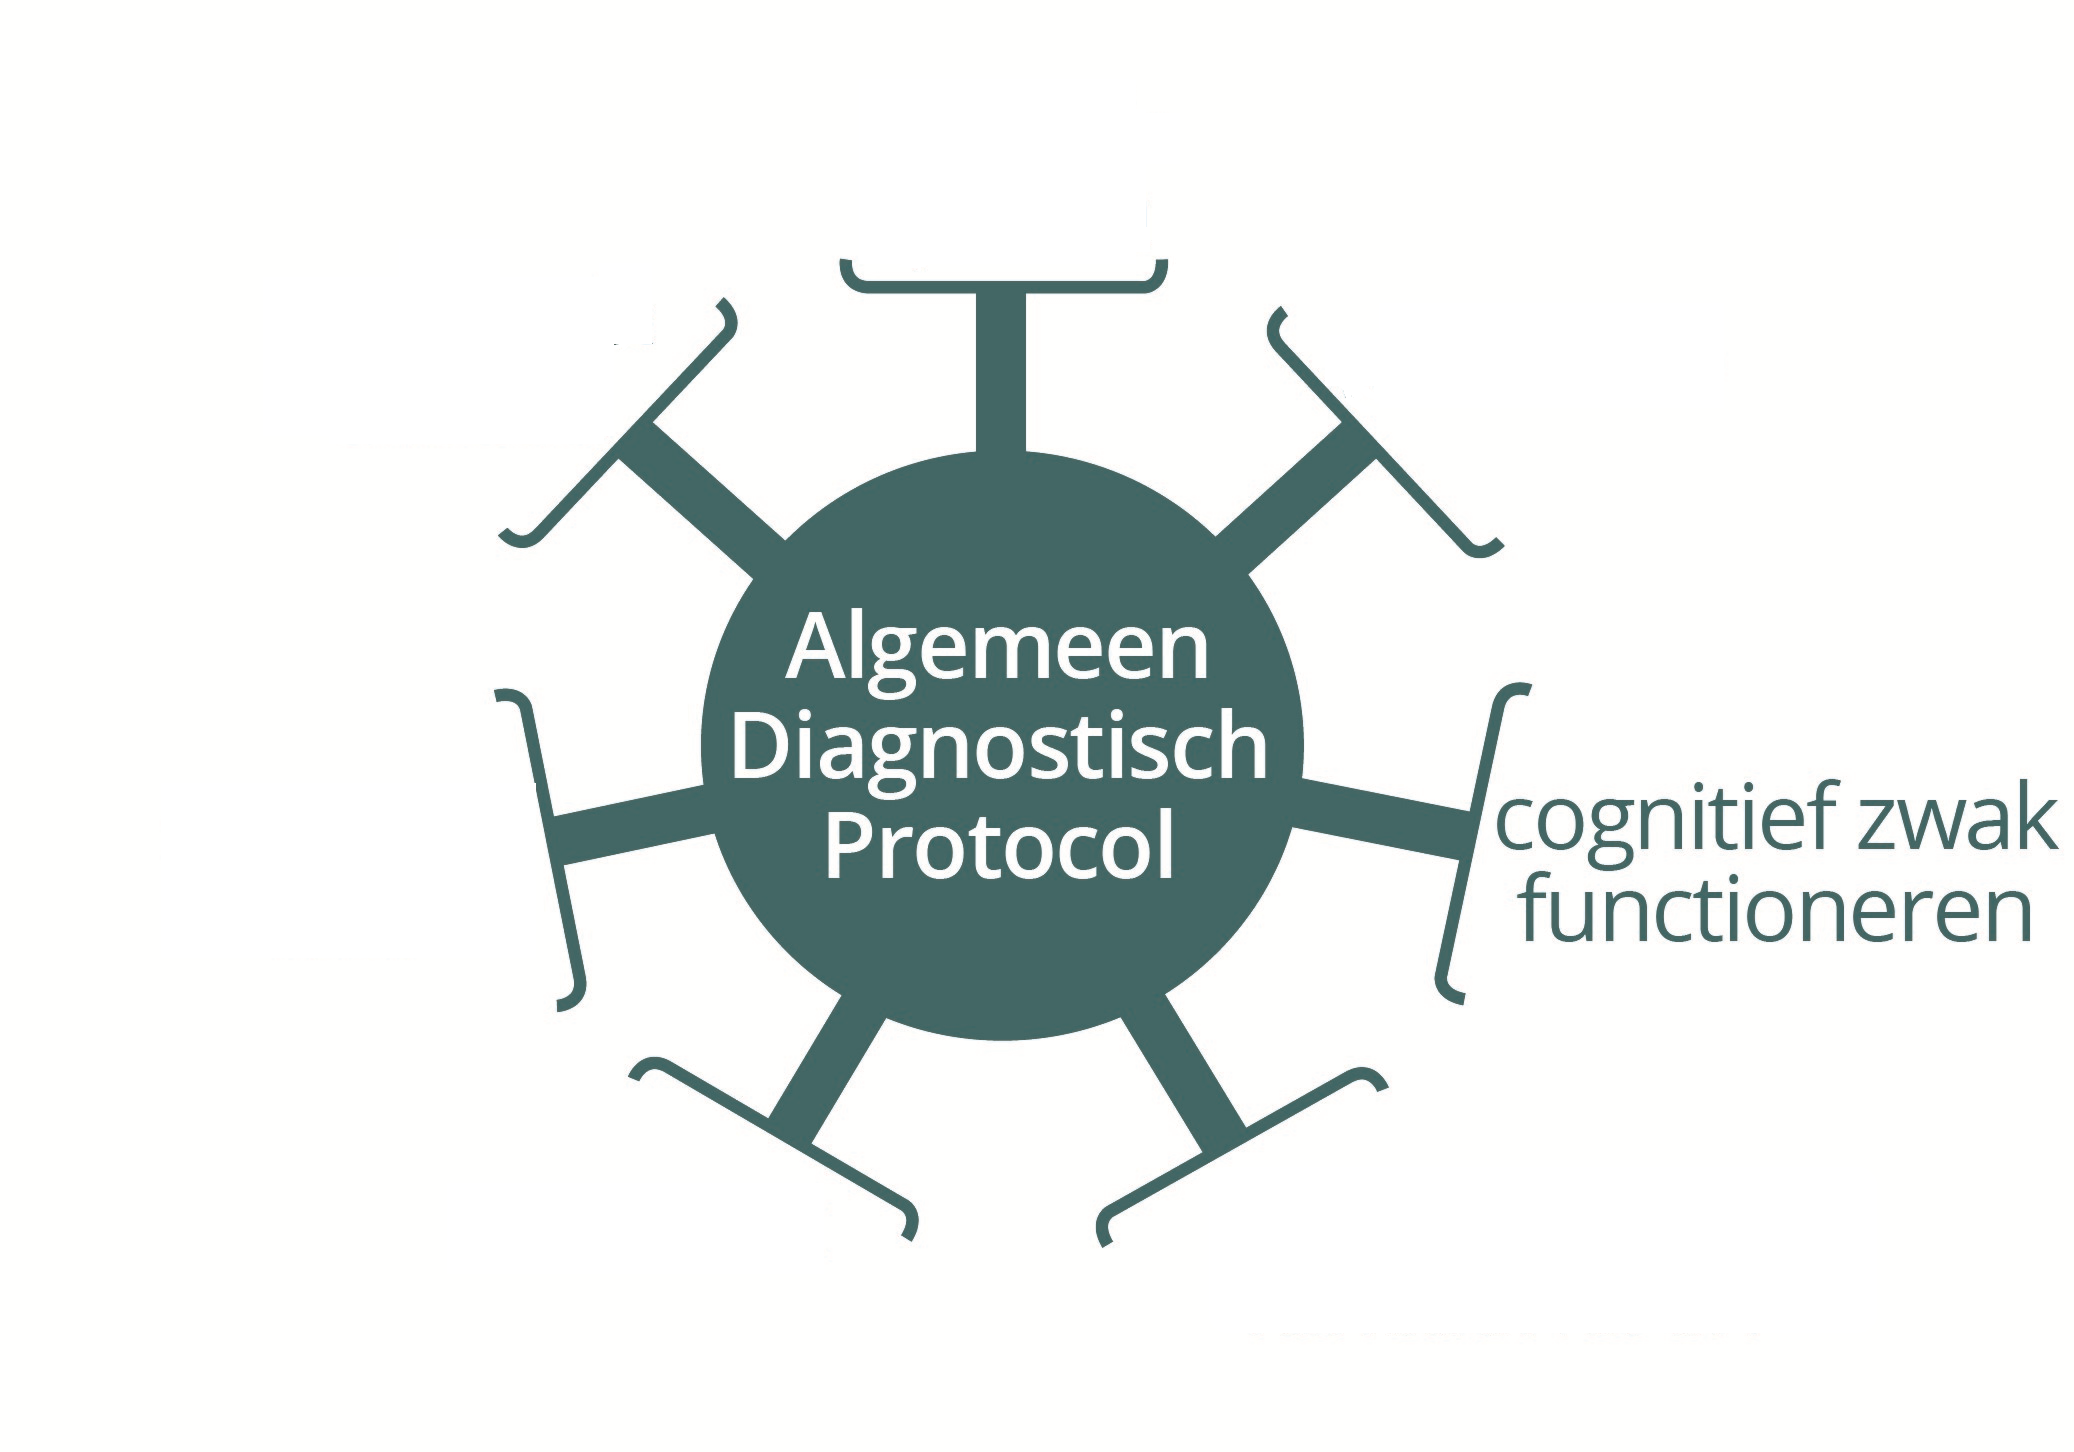 Algemeen
Diagnostisch
Protocol
cognitief zwak
functioneren